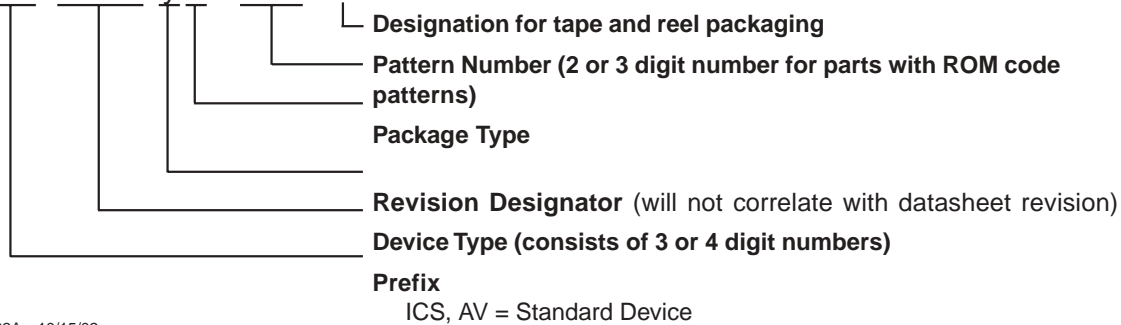 Designation for tape and reel packaging
Pattern Number (2 or 3 digit number for parts with ROM code
patterns)
Package Type
Revision Designator (will not correlate with datasheet revision)
Device Type (consists of 3 or 4 digit numbers)
Prefix
ICS, AV = Standard Device